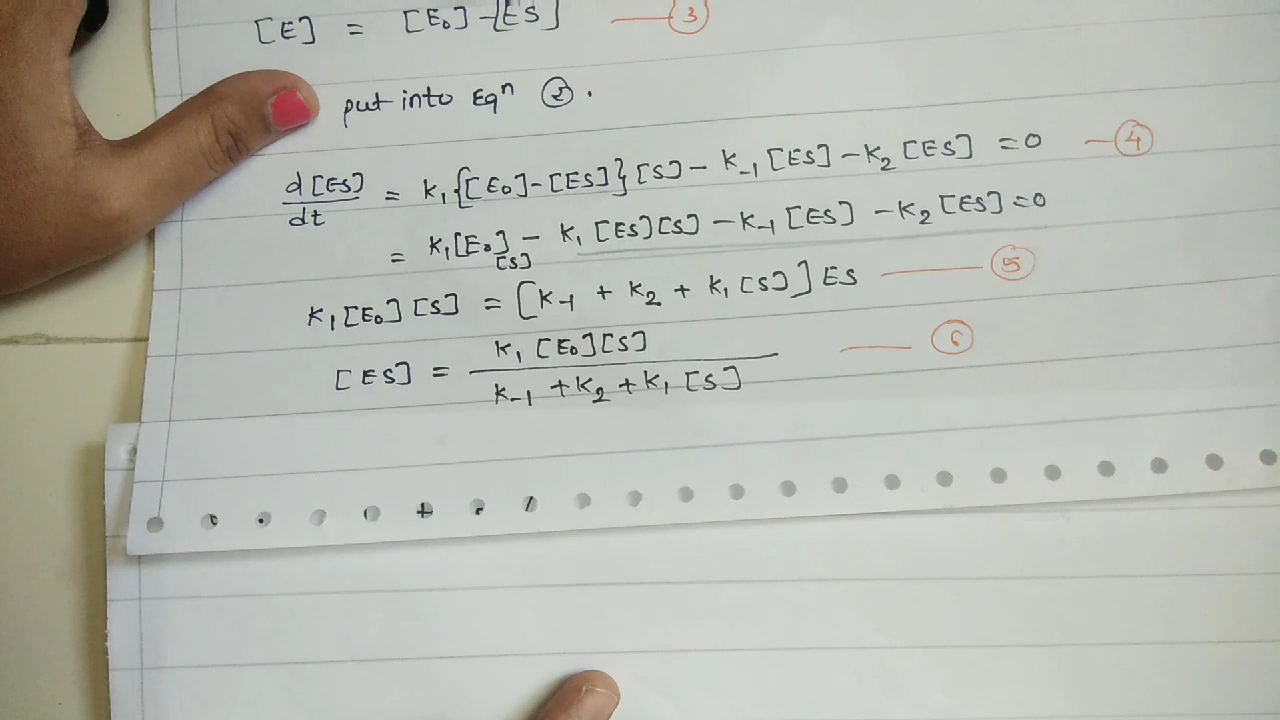 [E] = [E₀] - [ES] — ③
put into Eqⁿ ②.
d[ES]/dt = K₁{[E₀]-[ES]}[S] - K₋₁[ES] - K₂[ES] = 0 — ④
= K₁[E₀][S] - K₁[ES][S] - K₋₁[ES] - K₂[ES] = 0
K₁[E₀][S] = [K₋₁ + K₂ + K₁[S]]ES — ⑤
[ES] = K₁[E₀][S] / K₋₁ + K₂ + K₁[S] — ⑥